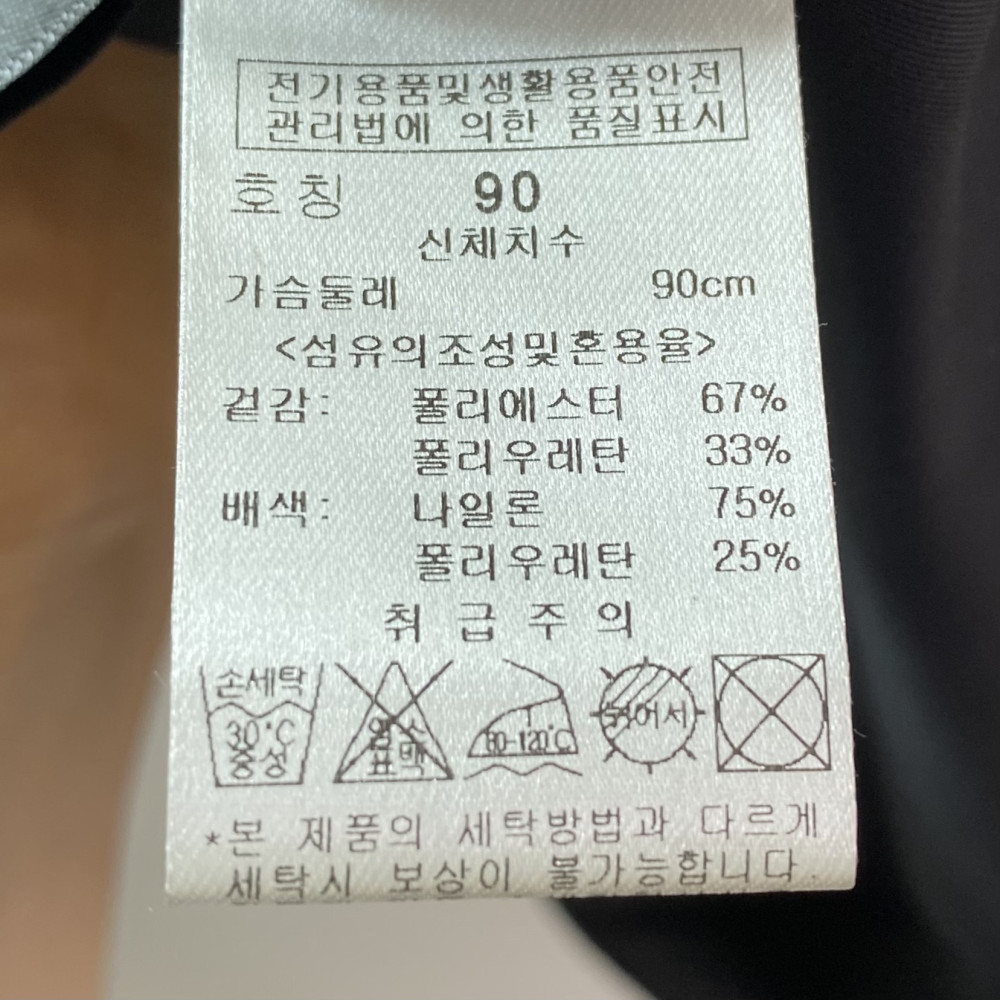 전기용품및생활용품안전
관리법에 의한 품질표시
호칭 90
신체치수
가슴둘레 90cm
<섬유의조성및혼용율>
겉감: 폴리에스터 67%
폴리우레탄 33%
배색: 나일론 75%
폴리우레탄 25%
취급주의
손세탁
30°C
중성
염소
표백
80-120°C
뉘어서
*본 제품의 세탁방법과 다르게
세탁시 보상이 불가능합니다.